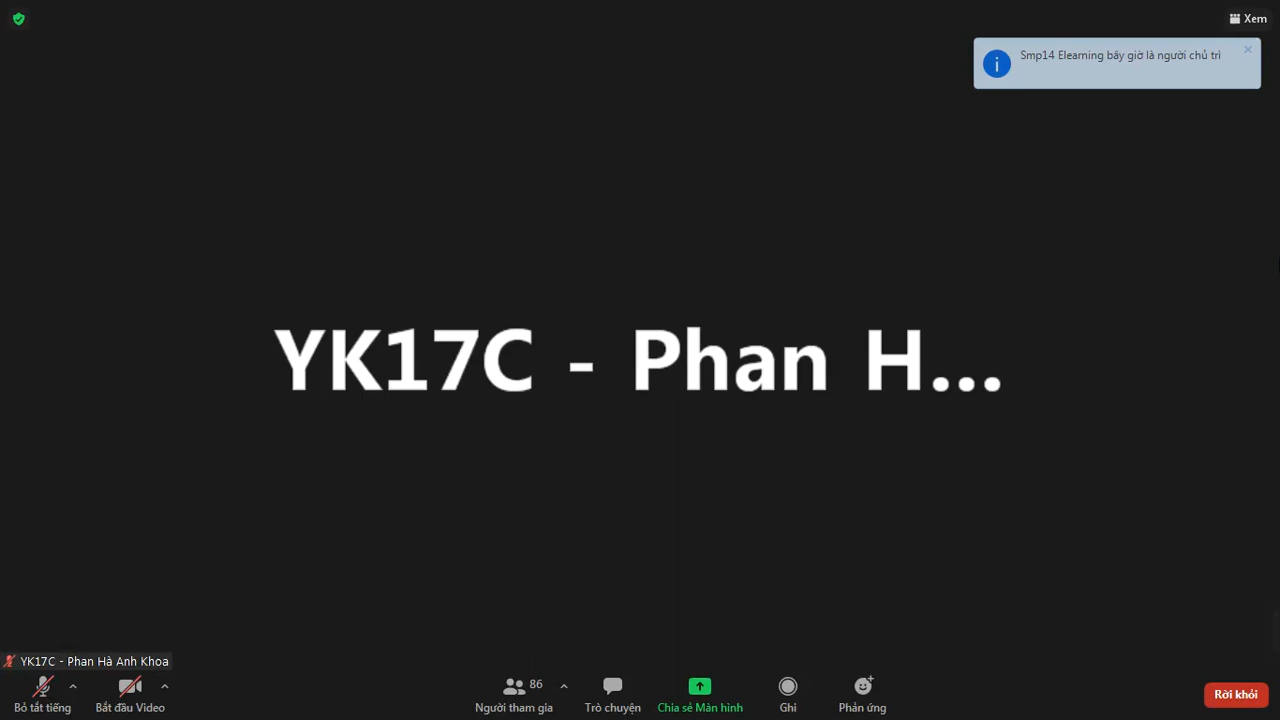 Xem
Smp14 Elearning bây giờ là người chủ trì
YK17C - Phan H...
YK17C - Phan Hà Anh Khoa
Bỏ tắt tiếng
Bắt đầu Video
86
Người tham gia
Trò chuyện
Chia sẻ Màn hình
Ghi
Phản ứng
Rời khỏi